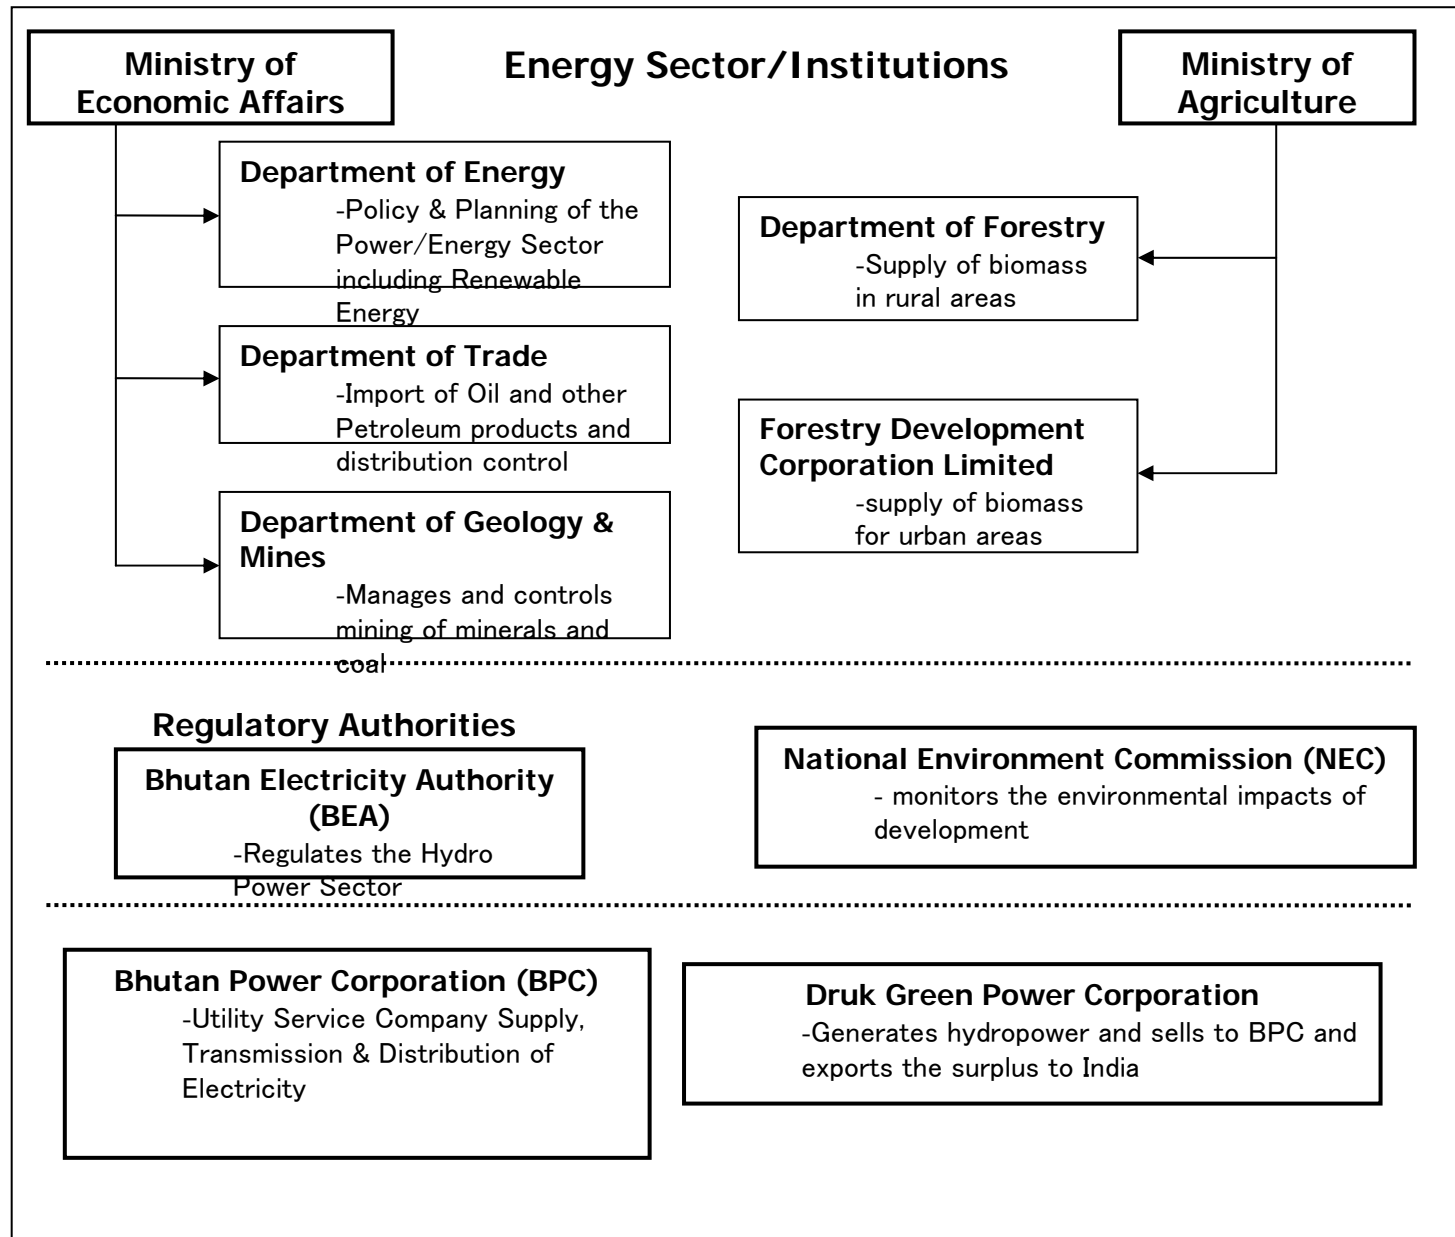 Energy Sector/Institutions
Ministry of
Economic Affairs
Department of Energy
-Policy & Planning of the
Power/Energy Sector
including Renewable
Energy
Department of Trade
-Import of Oil and other
Petroleum products and
distribution control
Department of Geology &
Mines
-Manages and controls
mining of minerals and
coal
Ministry of
Agriculture
Department of Forestry
-Supply of biomass
in rural areas
Forestry Development
Corporation Limited
-supply of biomass
for urban areas
Regulatory Authorities
Bhutan Electricity Authority
(BEA)
-Regulates the Hydro
Power Sector
National Environment Commission (NEC)
- monitors the environmental impacts of
development
Bhutan Power Corporation (BPC)
-Utility Service Company Supply,
Transmission & Distribution of
Electricity
Druk Green Power Corporation
-Generates hydropower and sells to BPC and
exports the surplus to India